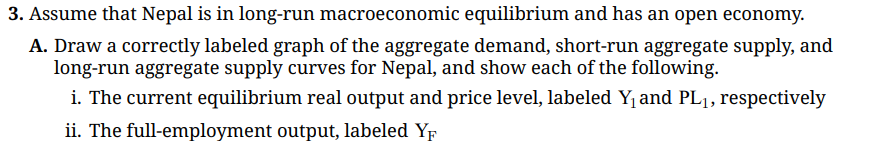 3. Assume that Nepal is in long-run macroeconomic equilibrium and has an open economy.
A. Draw a correctly labeled graph of the aggregate demand, short-run aggregate supply, and
long-run aggregate supply curves for Nepal, and show each of the following.
i. The current equilibrium real output and price level, labeled Y₁ and PL₁, respectively
ii. The full-employment output, labeled Y_F